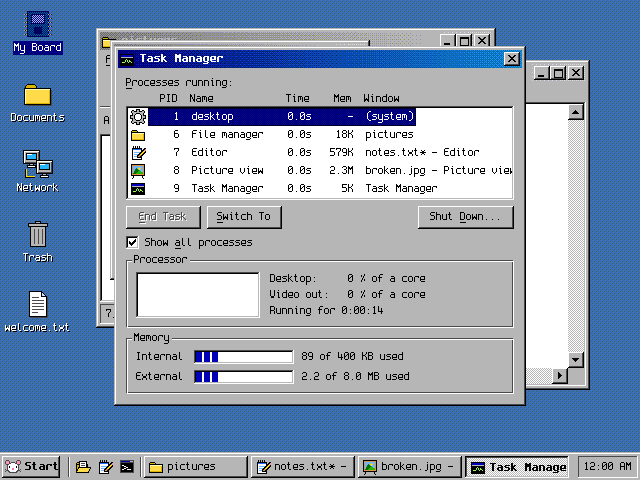 My Board
Documents
Network
Trash
welcome.txt
pictures
Task Manager
Processes running:
PID Name Time Mem Window
1 desktop 0.0s - (system)
6 file manager 0.0s 18K pictures
7 Editor 0.0s 579K notes.txt* - Editor
8 Picture view 0.0s 2.3M broken.jpg - Picture view
9 Task Manager 0.0s 5K Task Manager
End Task Switch To Shut Down...
Show all processes
Processor
Desktop: 0 % of a core
Video out: 0 % of a core
Running for 0:00:14
Memory
Internal 89 of 400 KB used
External 2.2 of 8.0 MB used
A
7.
Start pictures notes.txt* - broken.jpg - Task Manage 12:00 AM